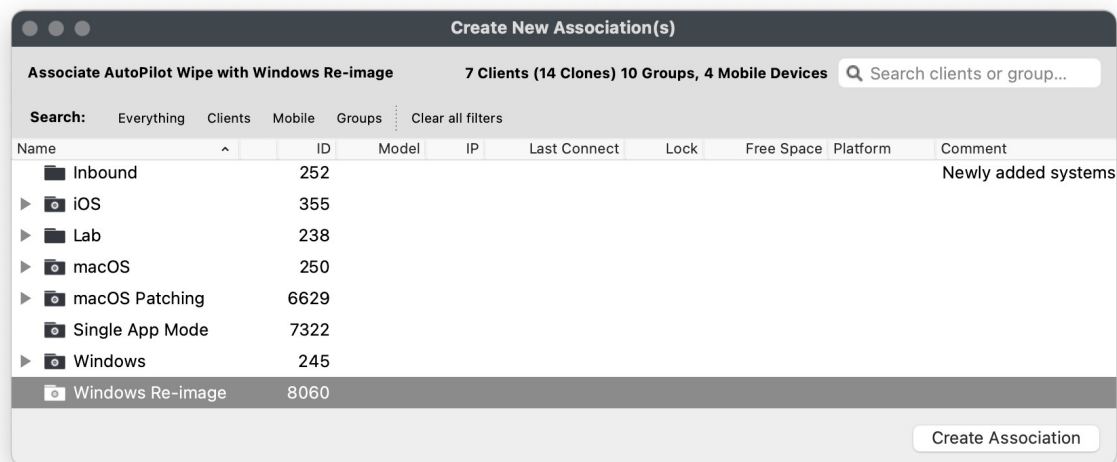 Create New Association(s)
Associate AutoPilot Wipe with Windows Re-image 7 Clients (14 Clones) 10 Groups, 4 Mobile Devices Search clients or group...
Search: Everything Clients Mobile Groups Clear all filters
Name ID Model IP Last Connect Lock Free Space Platform Comment
Inbound 252 Newly added systems
iOS 355
Lab 238
macOS 250
macOS Patching 6629
Single App Mode 7322
Windows 245
Windows Re-image 8060
Create Association